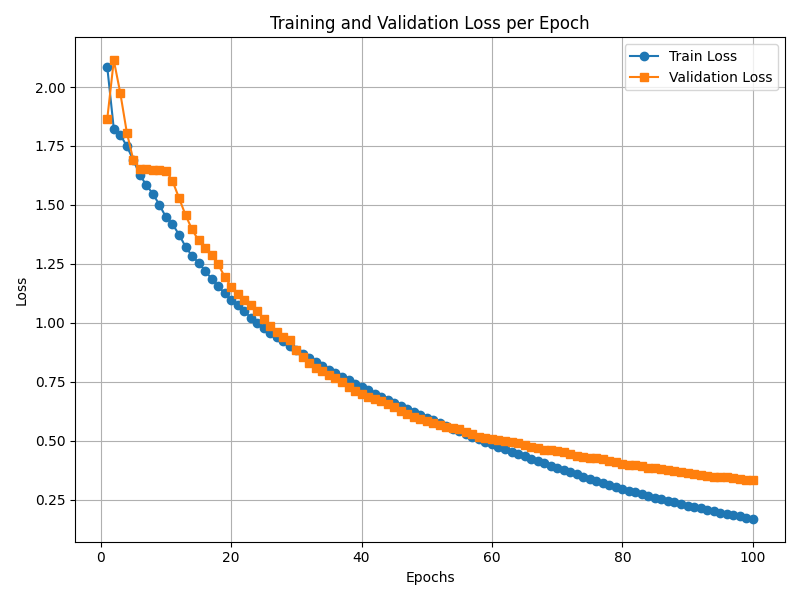 Training and Validation Loss per Epoch
Train Loss
Validation Loss
2.00
1.75
1.50
1.25
1.00
0.75
0.50
0.25
Loss
0 20 40 60 80 100
Epochs